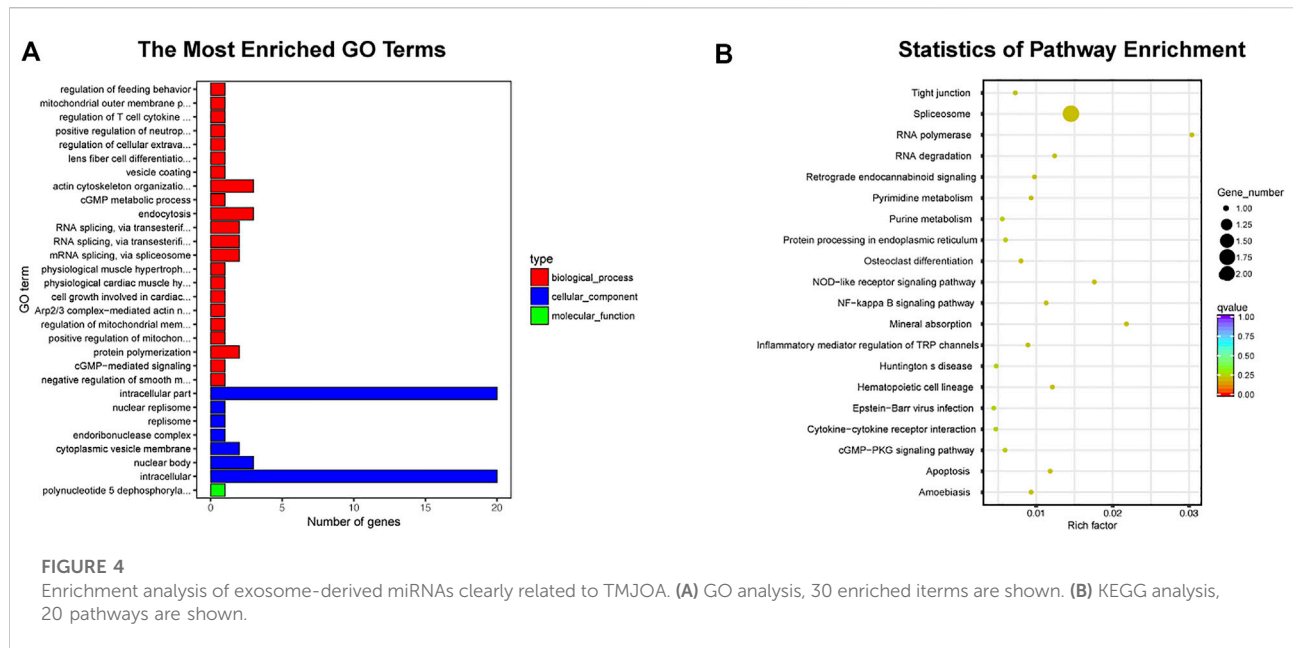 A
The Most Enriched GO Terms
GO term
regulation of feeding behavior
mitochondrial outer membrane p...
regulation of T cell cytokine ...
positive regulation of neutrop...
regulation of cellular extrava...
lens fiber cell differentiatio...
vesicle coating
actin cytoskeleton organizatio...
cGMP metabolic process
endocytosis
RNA splicing, via transesterif...
RNA splicing, via transesterifi...
mRNA splicing, via spliceosome
physiological muscle hypertroph...
physiological cardiac muscle hy...
cell growth involved in cardiac...
Arp2/3 complex-mediated actin n...
regulation of mitochondrial mem...
positive regulation of mitochon...
protein polymerization
cGMP-mediated signaling
negative regulation of smooth m...
intracellular part
nuclear replisome
replisome
endoribonuclease complex
cytoplasmic vesicle membrane
nuclear body
intracellular
polynucleotide 5 dephosphoryla...
0 5 10 15 20
Number of genes
type
biological_process
cellular_component
molecular_function
B
Statistics of Pathway Enrichment
Tight junction
Spliceosome
RNA polymerase
RNA degradation
Retrograde endocannabinoid signaling
Pyrimidine metabolism
Purine metabolism
Protein processing in endoplasmic reticulum
Osteoclast differentiation
NOD-like receptor signaling pathway
NF-kappa B signaling pathway
Mineral absorption
Inflammatory mediator regulation of TRP channels
Huntington s disease
Hematopoietic cell lineage
Epstein-Barr virus infection
Cytokine-cytokine receptor interaction
cGMP-PKG signaling pathway
Apoptosis
Amoebiasis
0.01 0.02 0.03
Rich factor
Gene_number
1.00
1.25
1.50
1.75
2.00
qvalue
1.00
0.75
0.50
0.25
0.00
FIGURE 4
Enrichment analysis of exosome-derived miRNAs clearly related to TMJOA. (A) GO analysis, 30 enriched iterms are shown. (B) KEGG analysis,
20 pathways are shown.